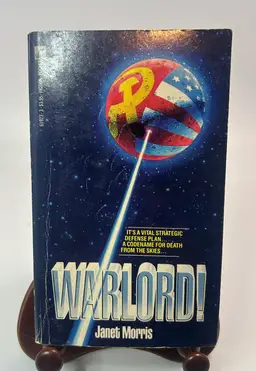 IT'S A VITAL STRATEGIC
DEFENSE PLAN...
A CODENAME FOR DEATH
FROM THE SKIES...
WARLORD!
Janet Morris